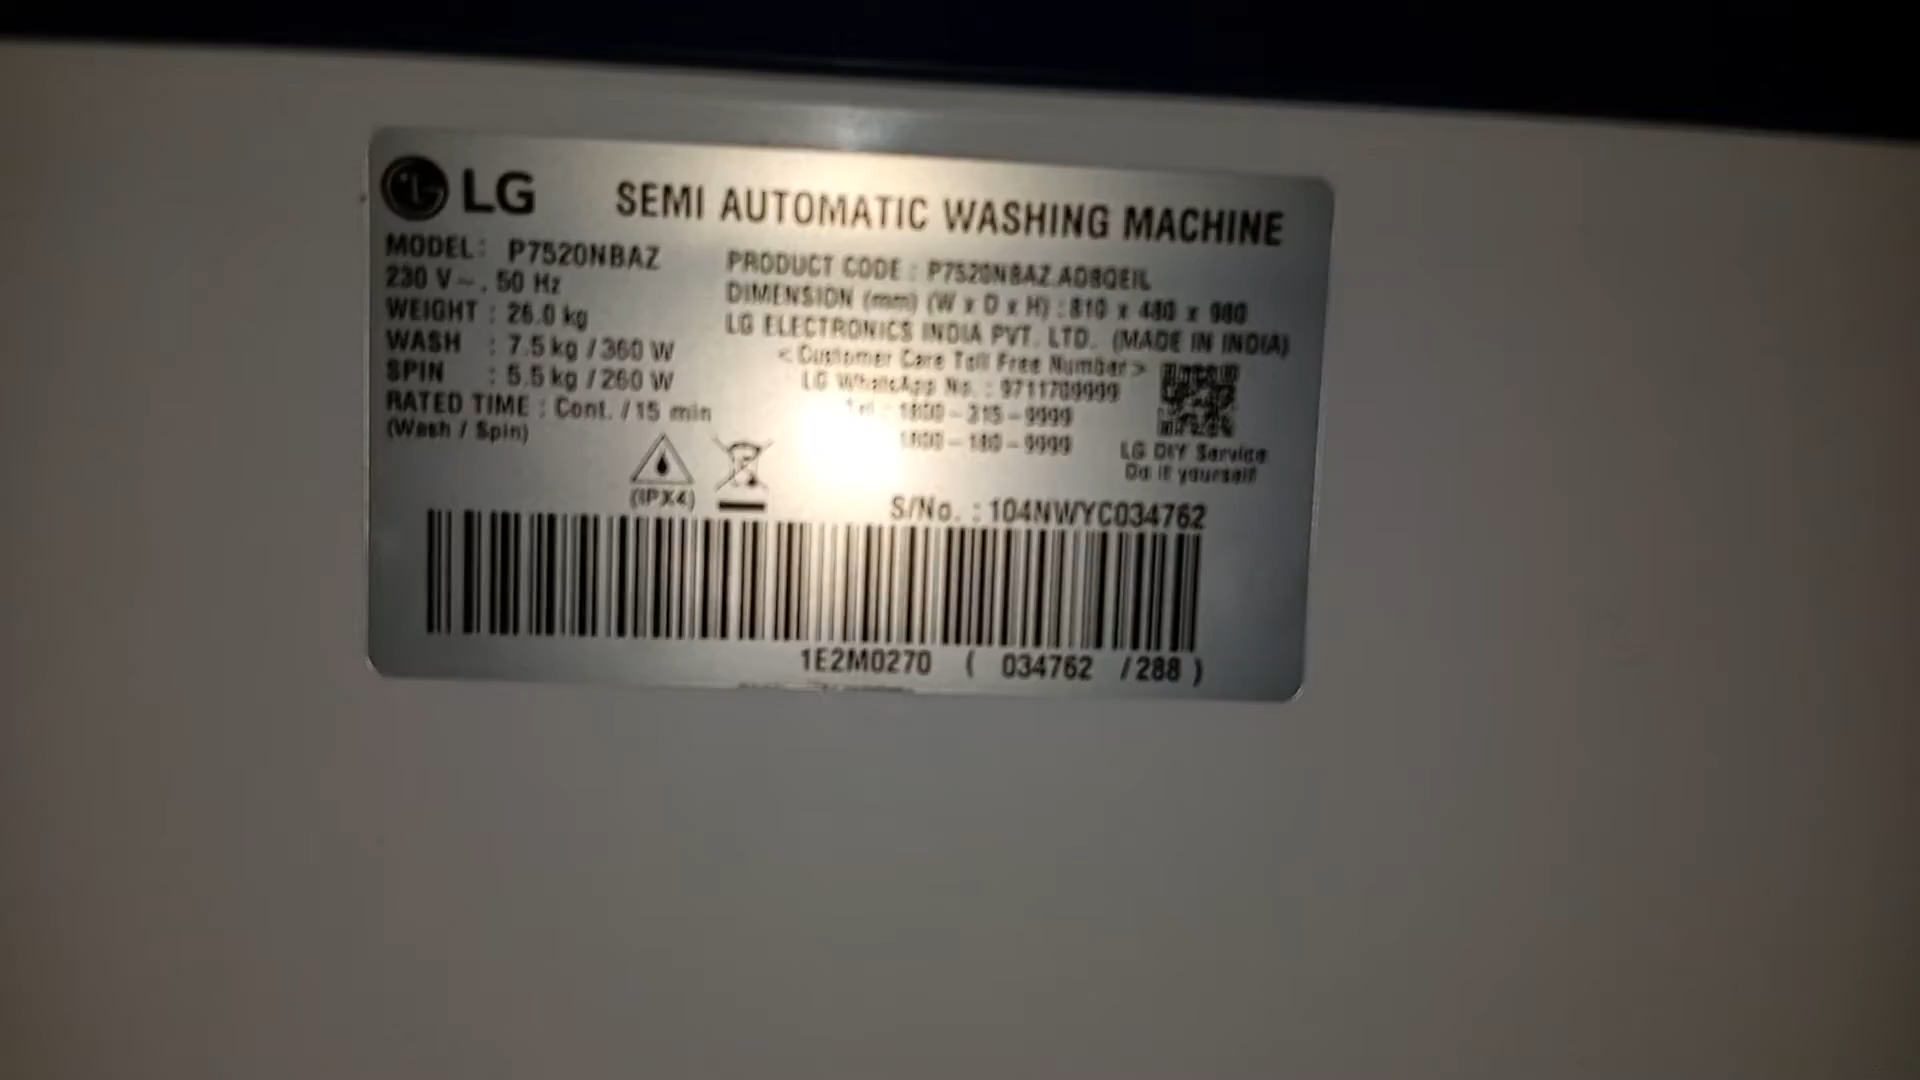 LG SEMI AUTOMATIC WASHING MACHINE
MODEL: P7520NBAZ
230 V~, 50 Hz
WEIGHT : 26.0 kg
WASH : 7.5 kg / 360 W
SPIN : 5.5 kg / 260 W
RATED TIME : Cont. / 15 min
(Wash / Spin)
(IPX4)
PRODUCT CODE : P7520NBAZ.ADBQEIL
DIMENSION (mm) (W x D x H) : 810 x 480 x 980
LG ELECTRONICS INDIA PVT. LTD. (MADE IN INDIA)
< Customer Care Toll Free Number >
LG WhatsApp No. : 9711709999
Tel : 1800-315-9999
1800-180-9999
LG DIY Service
Do it yourself
S/No. : 104NWYC034762
1E2M0270 ( 034762 /288 )